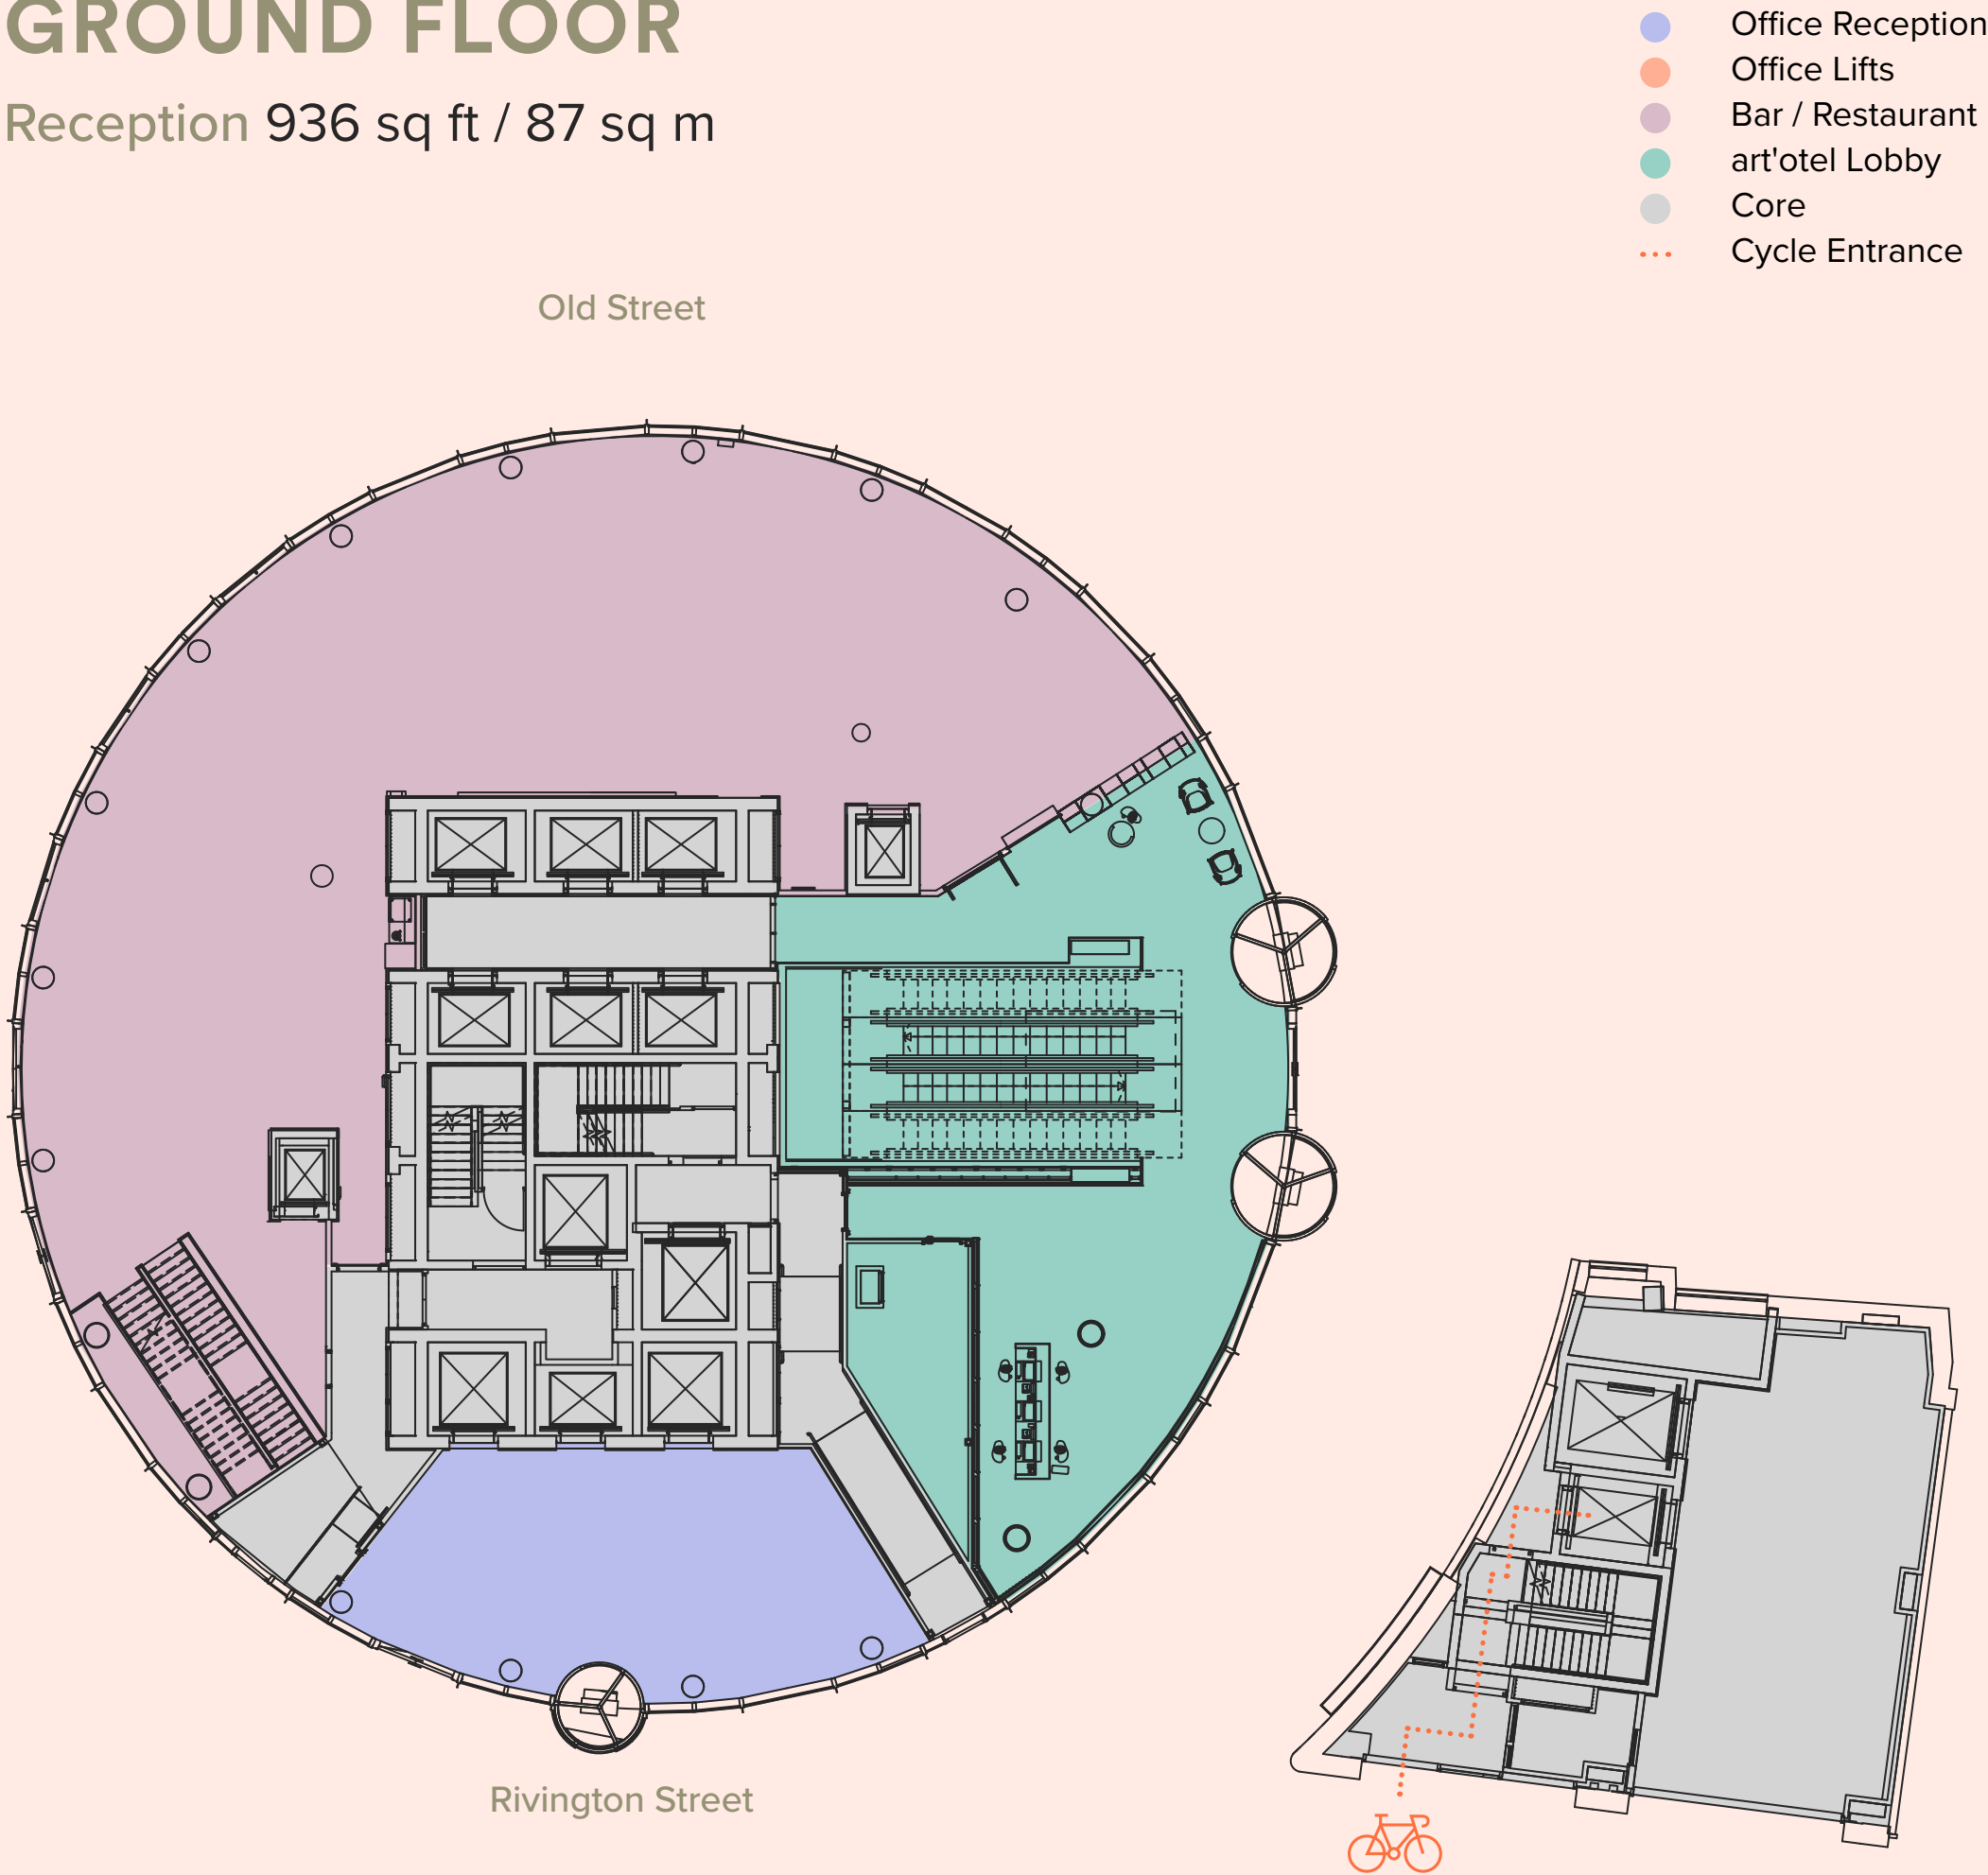 GROUND FLOOR
Reception 936 sq ft / 87 sq m
Office Reception
Office Lifts
Bar / Restaurant
art'otel Lobby
Core
Cycle Entrance
Old Street
Rivington Street